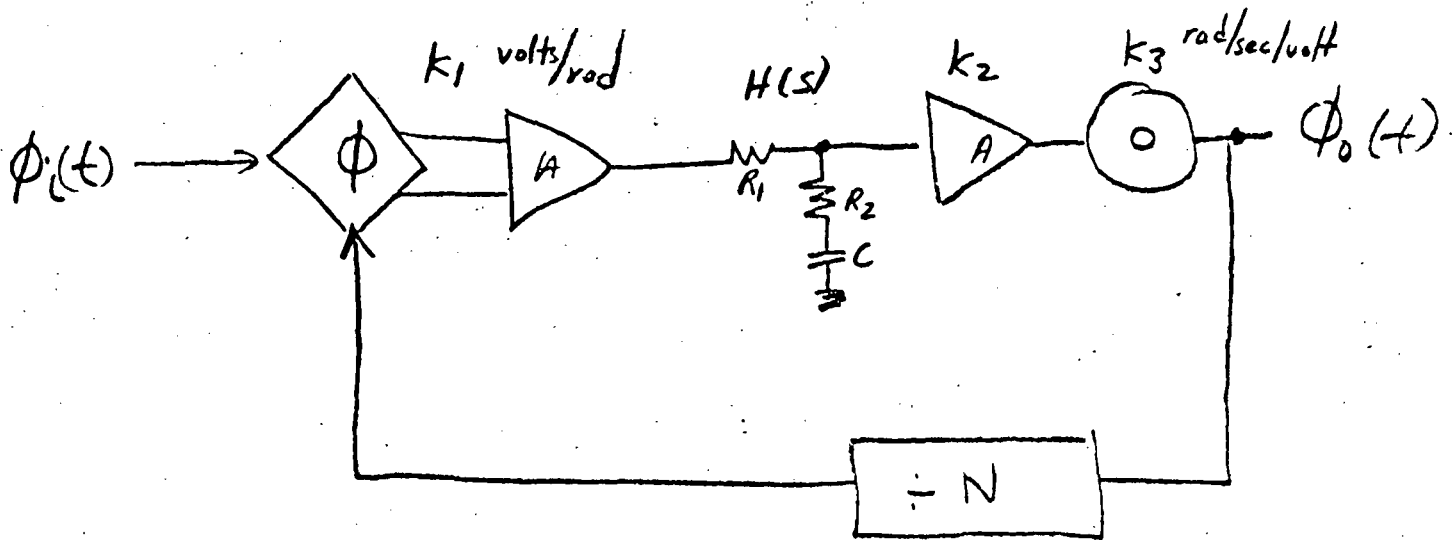 k₁ volts/rad
H(s)
k₂
k₃ rad/sec/volt
ϕᵢ(t)
ϕ
A
R₁
R₂
C
A
O
ϕ₀(t)
÷ N